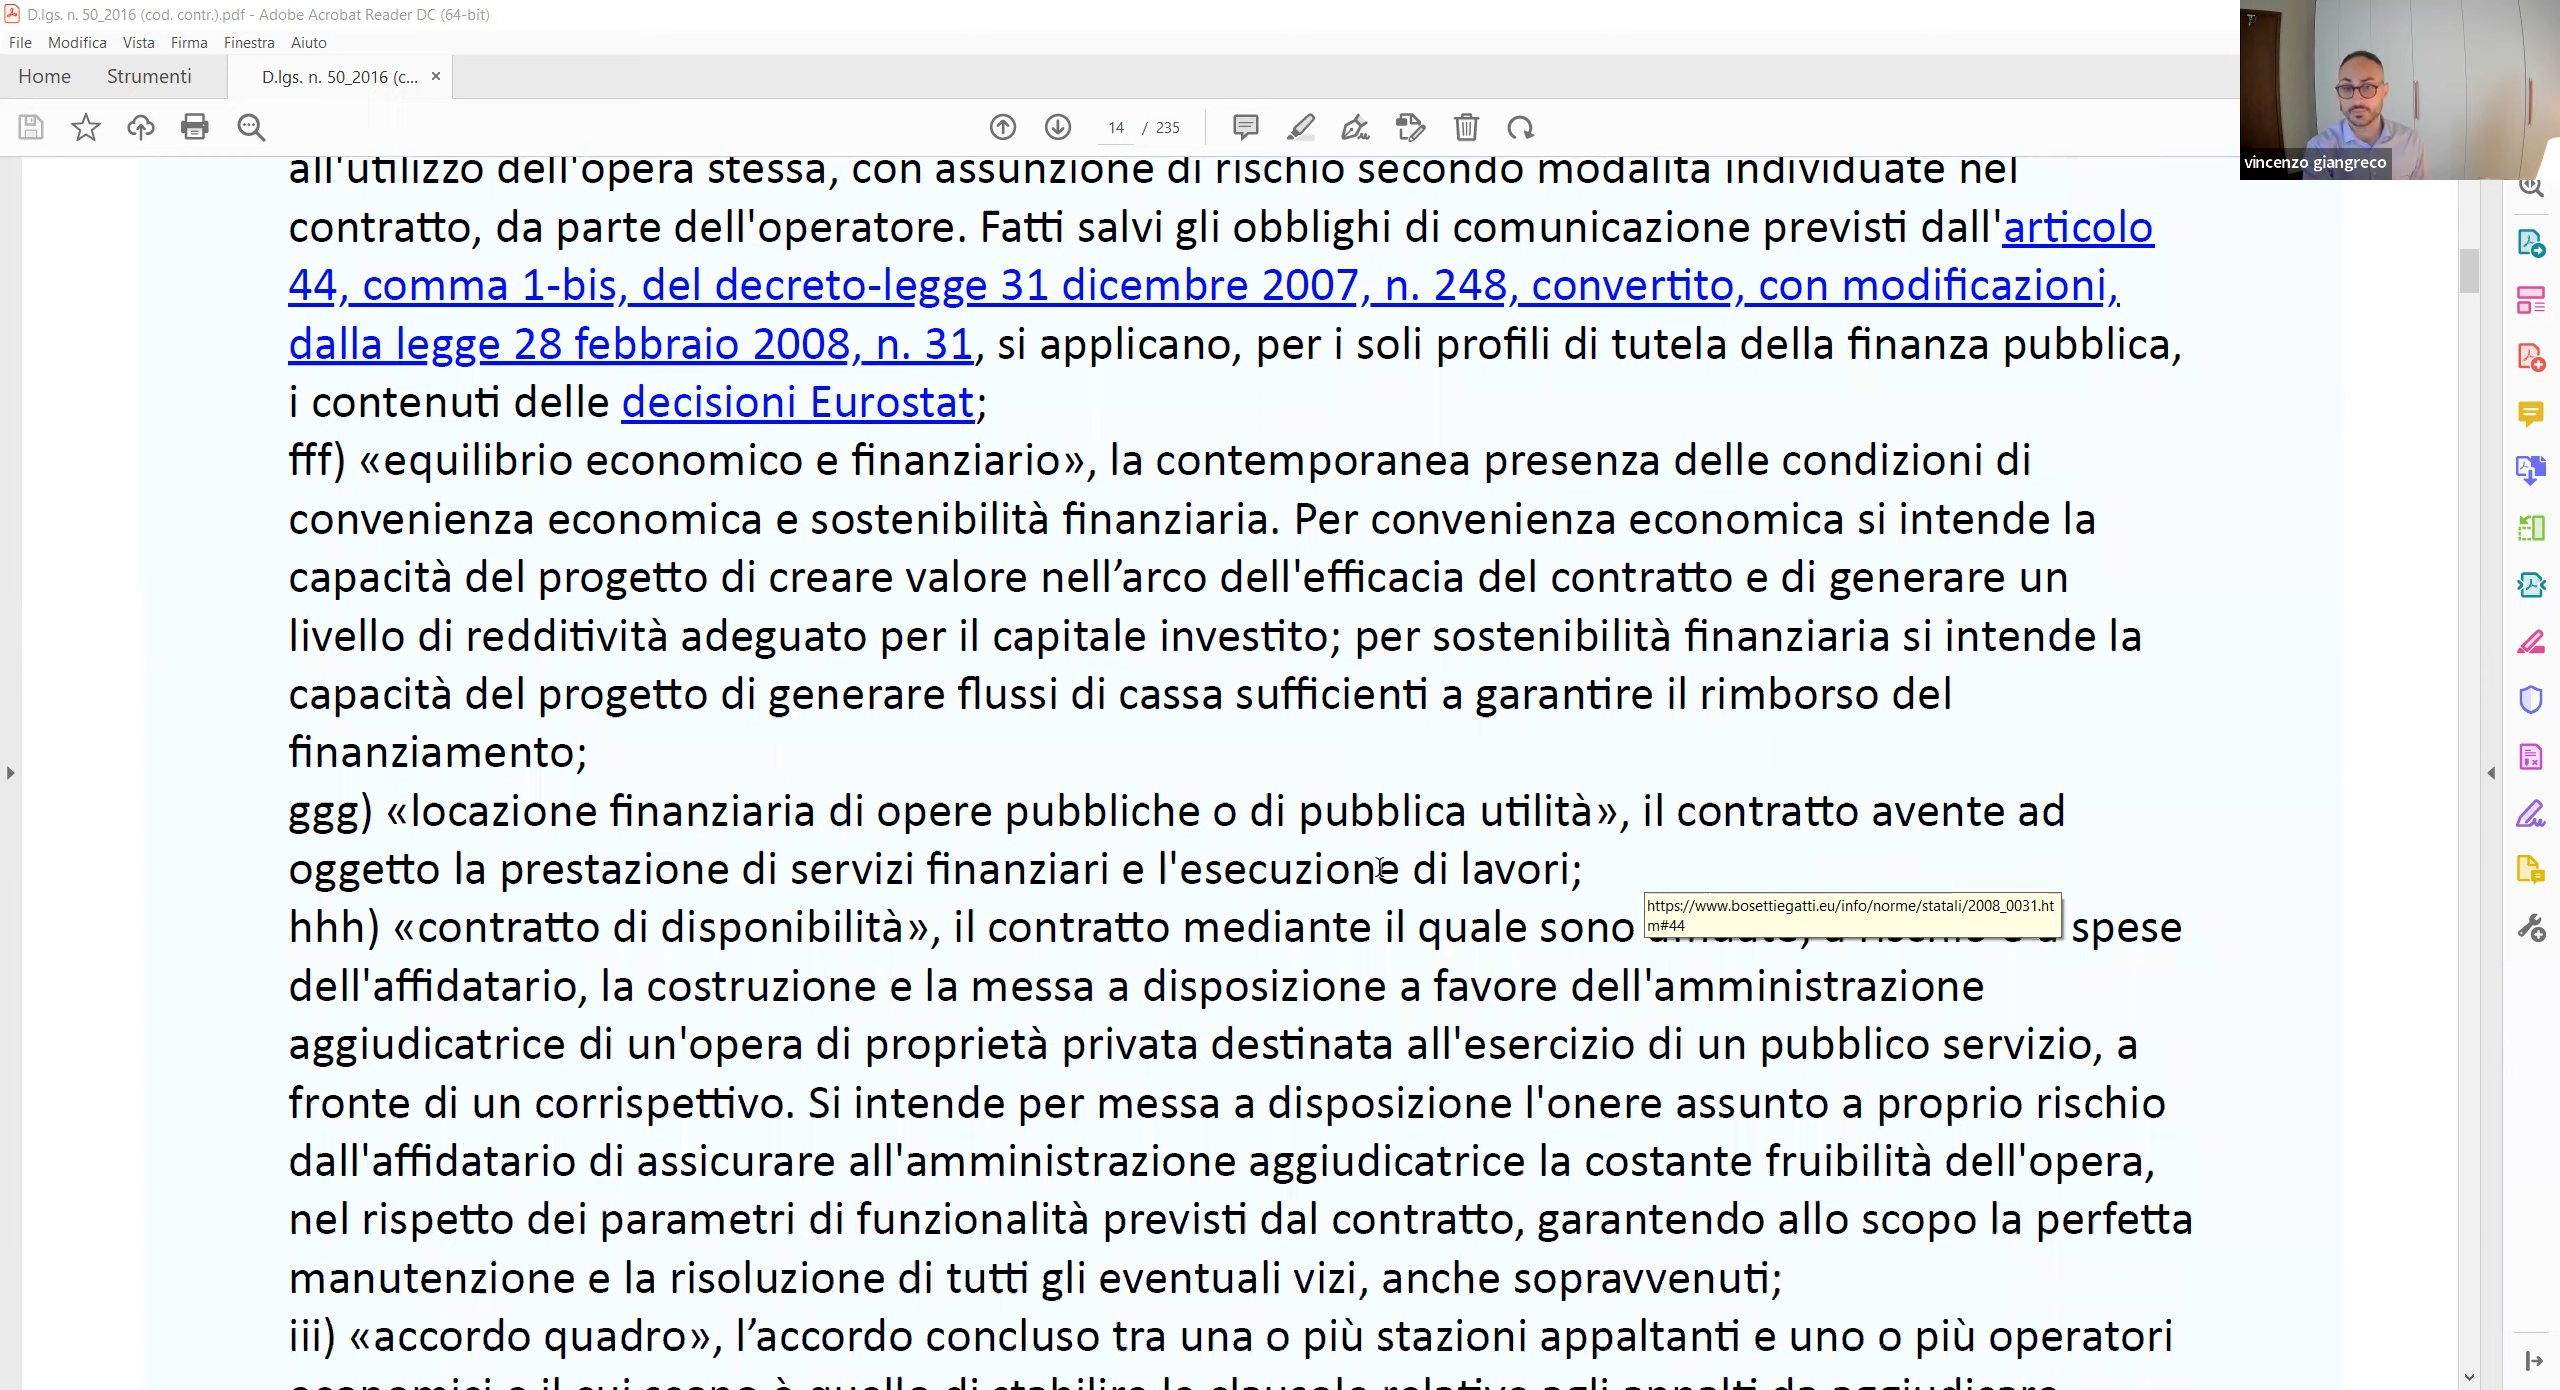 D.lgs. n. 50_2016 (cod. contr.).pdf - Adobe Acrobat Reader DC (64-bit)
File Modifica Vista Firma Finestra Aiuto
Home Strumenti D.lgs. n. 50_2016 (c... ×
14 / 235
vincenzo giangreco
all'utilizzo dell'opera stessa, con assunzione di rischio secondo modalità individuate nel
contratto, da parte dell'operatore. Fatti salvi gli obblighi di comunicazione previsti dall'articolo
44, comma 1-bis, del decreto-legge 31 dicembre 2007, n. 248, convertito, con modificazioni,
dalla legge 28 febbraio 2008, n. 31, si applicano, per i soli profili di tutela della finanza pubblica,
i contenuti delle decisioni Eurostat;
fff) «equilibrio economico e finanziario», la contemporanea presenza delle condizioni di
convenienza economica e sostenibilità finanziaria. Per convenienza economica si intende la
capacità del progetto di creare valore nell’arco dell'efficacia del contratto e di generare un
livello di redditività adeguato per il capitale investito; per sostenibilità finanziaria si intende la
capacità del progetto di generare flussi di cassa sufficienti a garantire il rimborso del
finanziamento;
ggg) «locazione finanziaria di opere pubbliche o di pubblica utilità», il contratto avente ad
oggetto la prestazione di servizi finanziari e l'esecuzione di lavori;
https://www.bosettiegatti.eu/info/norme/statali/2008_0031.ht
m#44
hhh) «contratto di disponibilità», il contratto mediante il quale sono spese
dell'affidatario, la costruzione e la messa a disposizione a favore dell'amministrazione
aggiudicatrice di un'opera di proprietà privata destinata all'esercizio di un pubblico servizio, a
fronte di un corrispettivo. Si intende per messa a disposizione l'onere assunto a proprio rischio
dall'affidatario di assicurare all'amministrazione aggiudicatrice la costante fruibilità dell'opera,
nel rispetto dei parametri di funzionalità previsti dal contratto, garantendo allo scopo la perfetta
manutenzione e la risoluzione di tutti gli eventuali vizi, anche sopravvenuti;
iii) «accordo quadro», l’accordo concluso tra una o più stazioni appaltanti e uno o più operatori